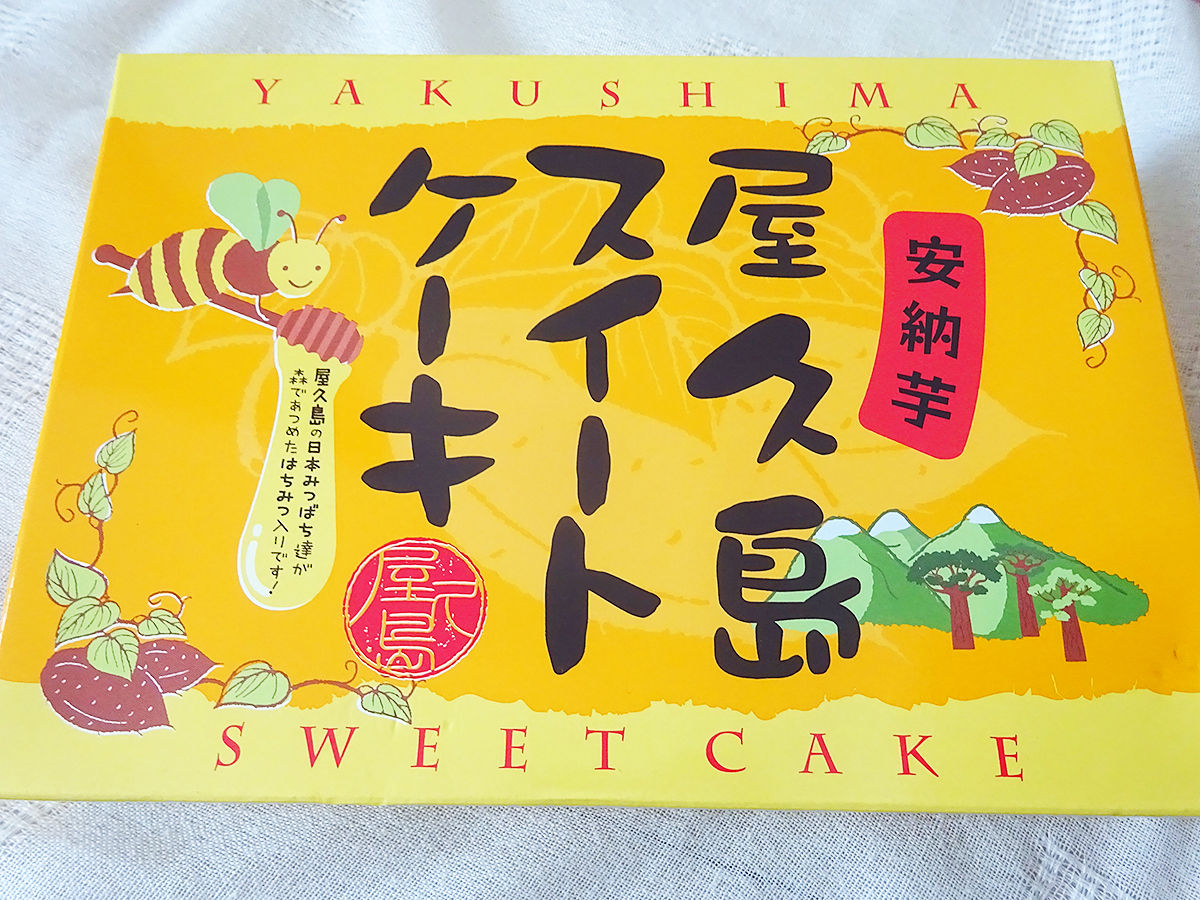 YAKUSHIMA
安納芋
屋久島
スイート
ケーキ
屋久島の日本みつばち達が
森であつめたはちみつ入りです!
屋久島
SWEET CAKE